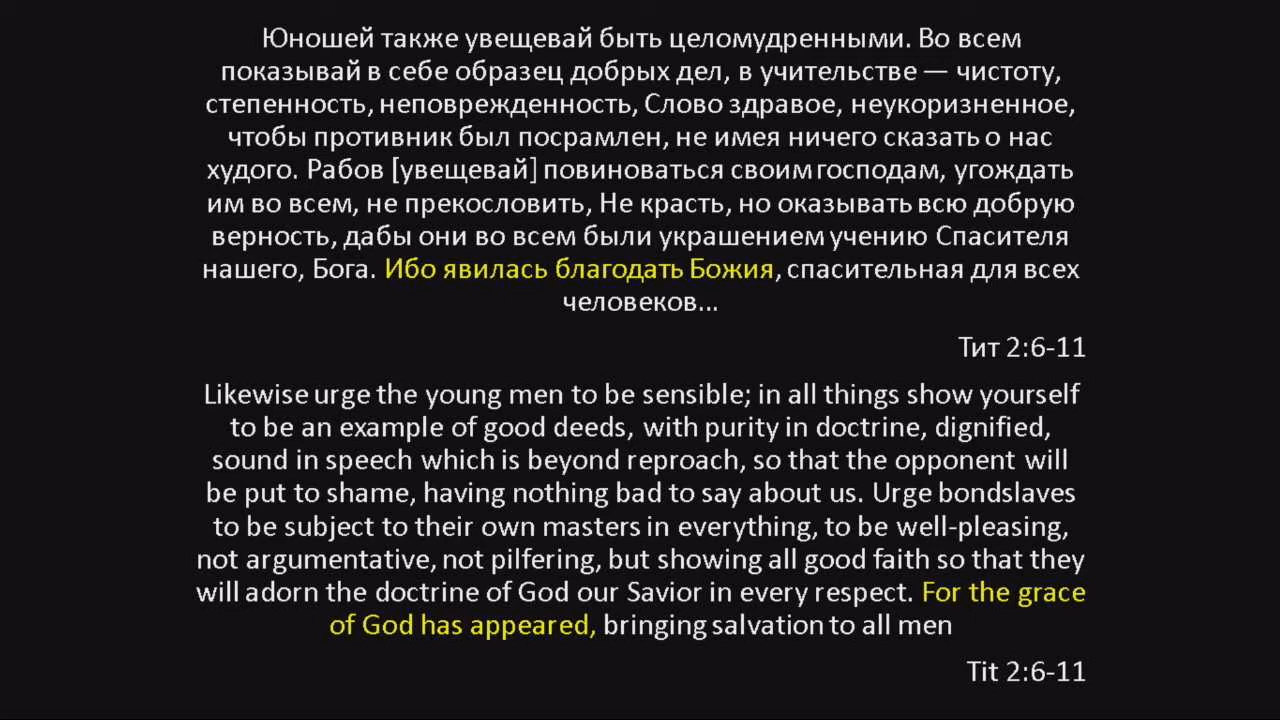 Юношей также увещевай быть целомудренными. Во всем
показывай в себе образец добрых дел, в учительстве — чистоту,
степенность, неповрежденность, Слово здравое, неукоризненное,
чтобы противник был посрамлен, не имея ничего сказать о нас
худого. Рабов [увещевай] повиноваться своим господам, угождать
им во всем, не прекословить, Не красть, но оказывать всю добрую
верность, дабы они во всем были украшением учению Спасителя
нашего, Бога. Ибо явилась благодать Божия, спасительная для всех
человеков...
Тит 2:6-11
Likewise urge the young men to be sensible; in all things show yourself
to be an example of good deeds, with purity in doctrine, dignified,
sound in speech which is beyond reproach, so that the opponent will
be put to shame, having nothing bad to say about us. Urge bondslaves
to be subject to their own masters in everything, to be well-pleasing,
not argumentative, not pilfering, but showing all good faith so that they
will adorn the doctrine of God our Savior in every respect. For the grace
of God has appeared, bringing salvation to all men
Tit 2:6-11